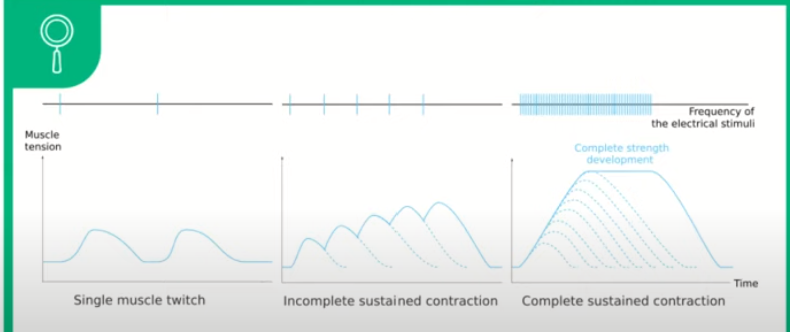 Frequency of
the electrical stimuli
Muscle
tension
Complete strength
development
Time
Single muscle twitch
Incomplete sustained contraction
Complete sustained contraction